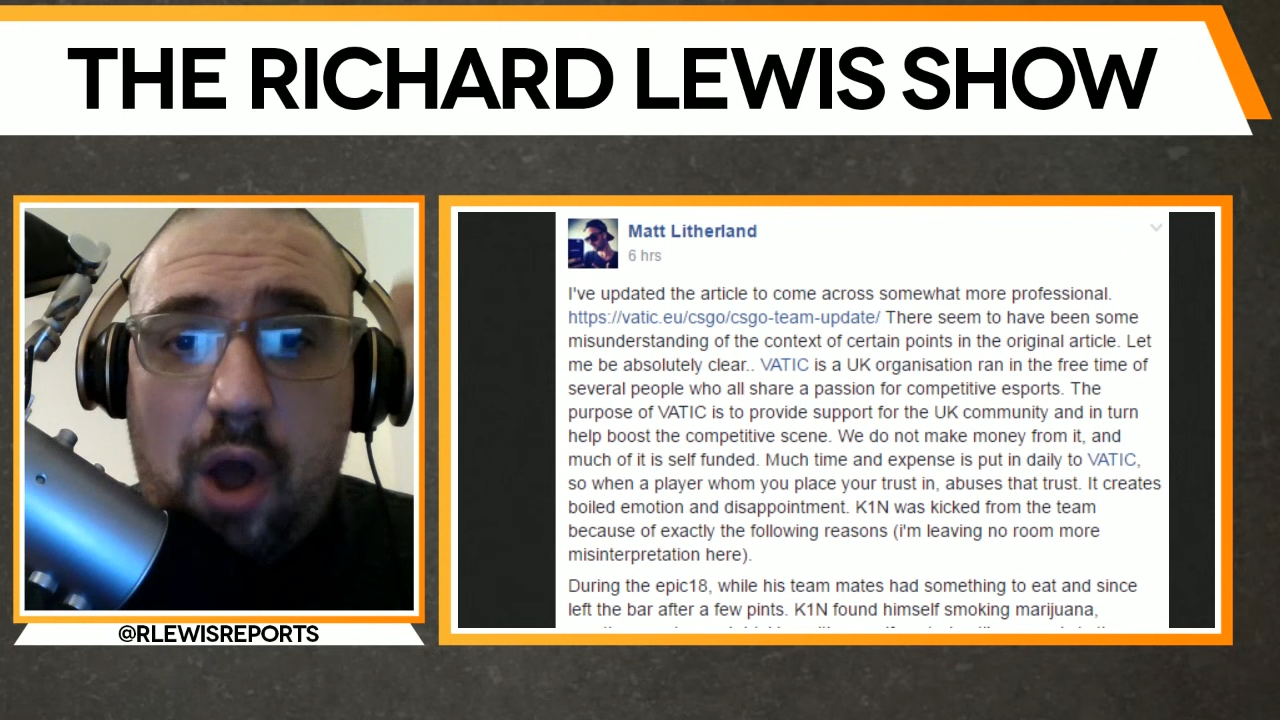 THE RICHARD LEWIS SHOW
@RLEWISREPORTS
Matt Litherland
6 hrs
I've updated the article to come across somewhat more professional.
https://vatic.eu/csgo/csgo-team-update/ There seem to have been some
misunderstanding of the context of certain points in the original article. Let
me be absolutely clear.. VATIC is a UK organisation ran in the free time of
several people who all share a passion for competitive esports. The
purpose of VATIC is to provide support for the UK community and in turn
help boost the competitive scene. We do not make money from it, and
much of it is self funded. Much time and expense is put in daily to VATIC,
so when a player whom you place your trust in, abuses that trust. It creates
boiled emotion and disappointment. K1N was kicked from the team
because of exactly the following reasons (i'm leaving no room more
misinterpretation here).
During the epic18, while his team mates had something to eat and since
left the bar after a few pints. K1N found himself smoking marijuana,